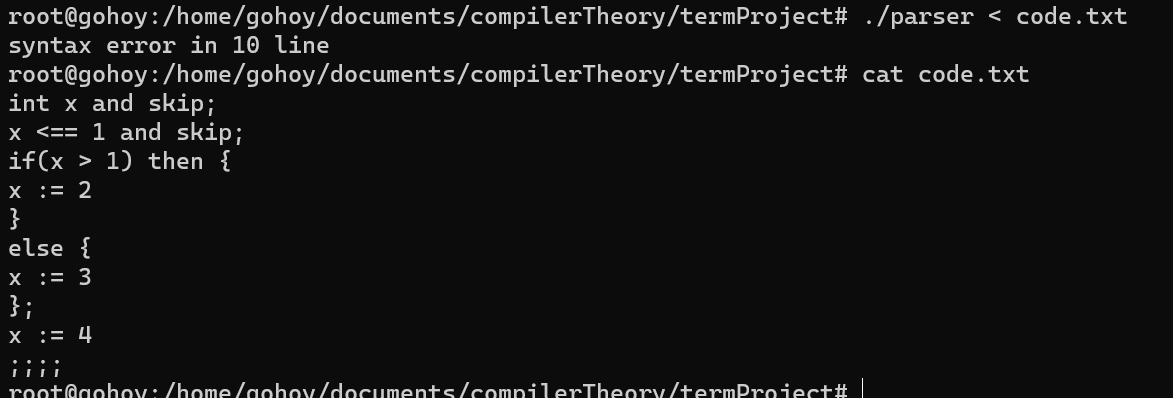 root@gohoy:/home/gohoy/documents/compilerTheory/termProject# ./parser < code.txt
syntax error in 10 line
root@gohoy:/home/gohoy/documents/compilerTheory/termProject# cat code.txt
int x and skip;
x <== 1 and skip;
if(x > 1) then {
x := 2
}
else {
x := 3
};
x := 4
;;;;
root@gohoy:/home/gohoy/documents/compilerTheory/termProject#